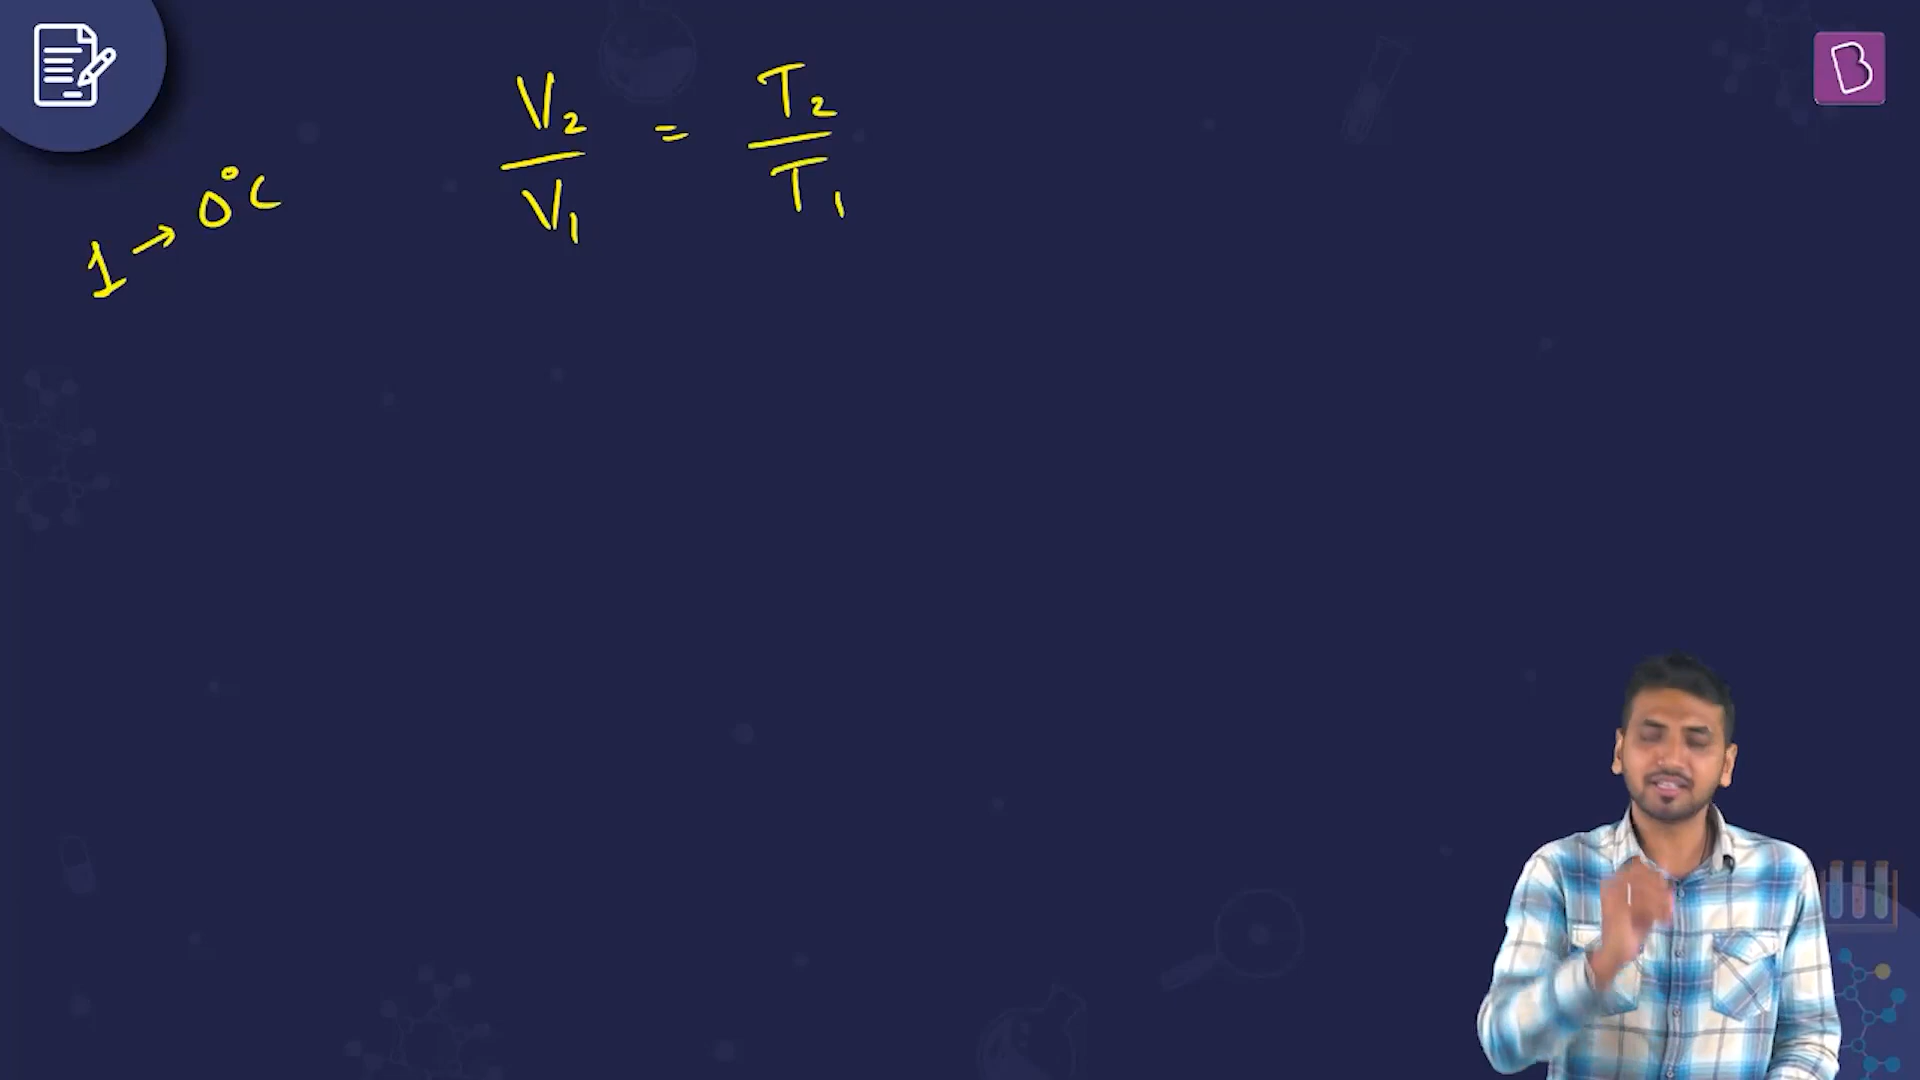 V₂/V₁ = T₂/T₁
1 → 0°C
B